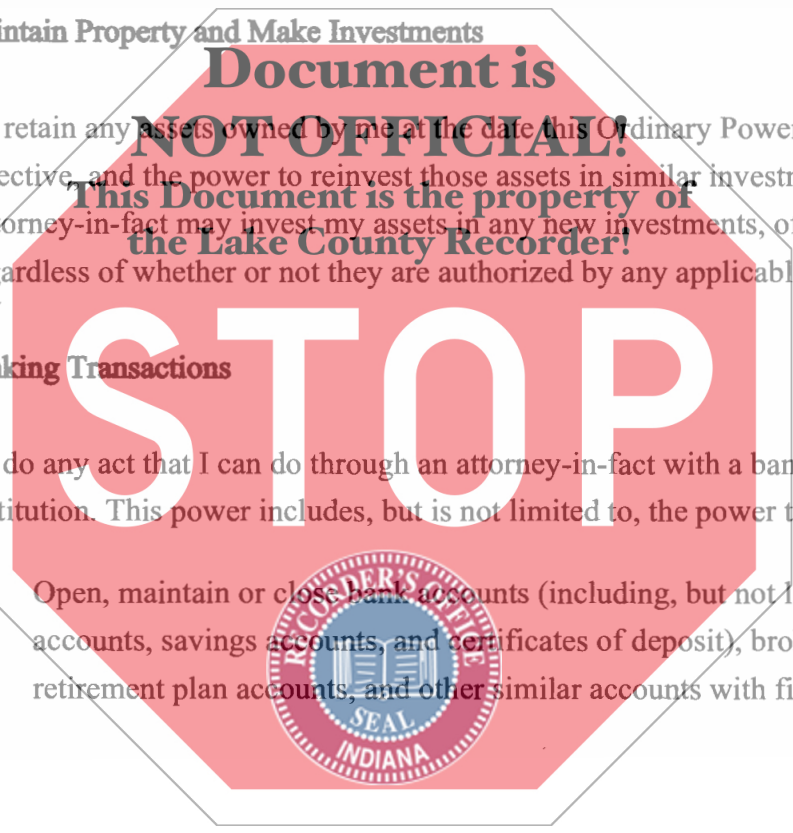 intain Property and Make Investments
Document is
retain any assets owned by me at the date this Ordinary Power
NOT OFFICIAL!
ective, and the power to reinvest those assets in similar investm
This Document is the property of
orney-in-fact may invest my assets in any new investments, of
the Lake County Recorder!
ardless of whether or not they are authorized by any applicabl
STOP
king Transactions
do any act that I can do through an attorney-in-fact with a ban
titution. This power includes, but is not limited to, the power t
Open, maintain or close bank accounts (including, but not l
accounts, savings accounts, and certificates of deposit), bro
retirement plan accounts, and other similar accounts with fi
RECORDER'S OFFICE
SEAL
INDIANA